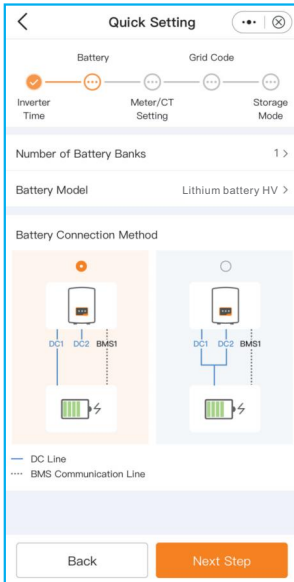 Quick Setting
Battery
Grid Code
Inverter Time
Meter/CT Setting
Storage Mode
Number of Battery Banks 1 >
Battery Model Lithium battery HV >
Battery Connection Method
DC1 DC2 BMS1
DC1 DC2 BMS1
DC Line
BMS Communication Line
Back
Next Step